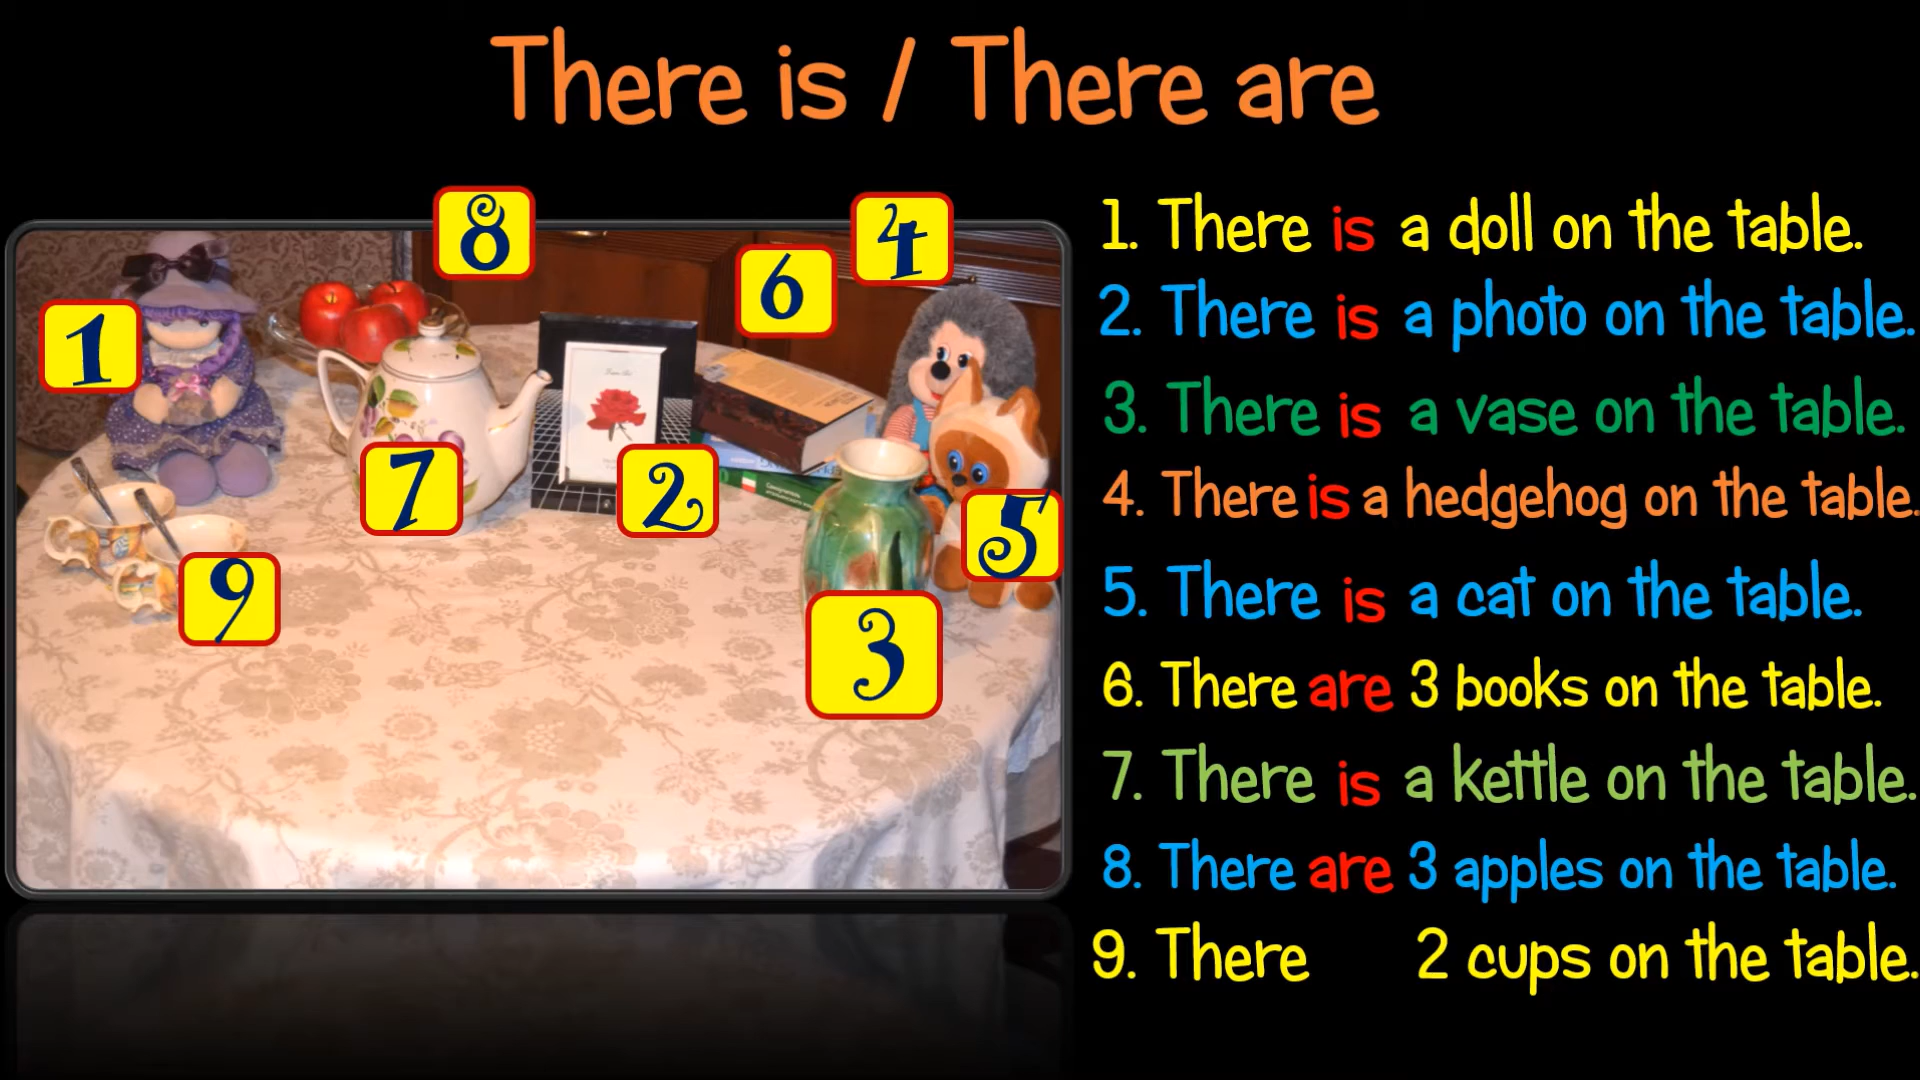 There is / There are
1. There is a doll on the table.
2. There is a photo on the table.
3. There is a vase on the table.
4. There is a hedgehog on the table.
5. There is a cat on the table.
6. There are 3 books on the table.
7. There is a kettle on the table.
8. There are 3 apples on the table.
9. There 2 cups on the table.
8
4
6
1
7
2
5
9
3